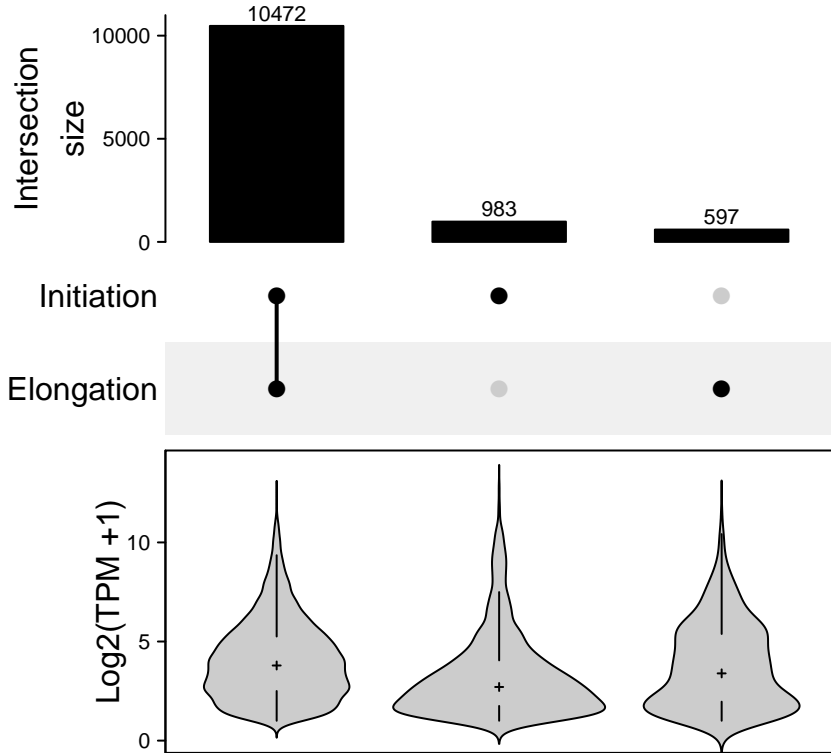 10472
10000
Intersection
size
5000
983
597
0
Initiation
Elongation
Log2(TPM +1)
10
5
0